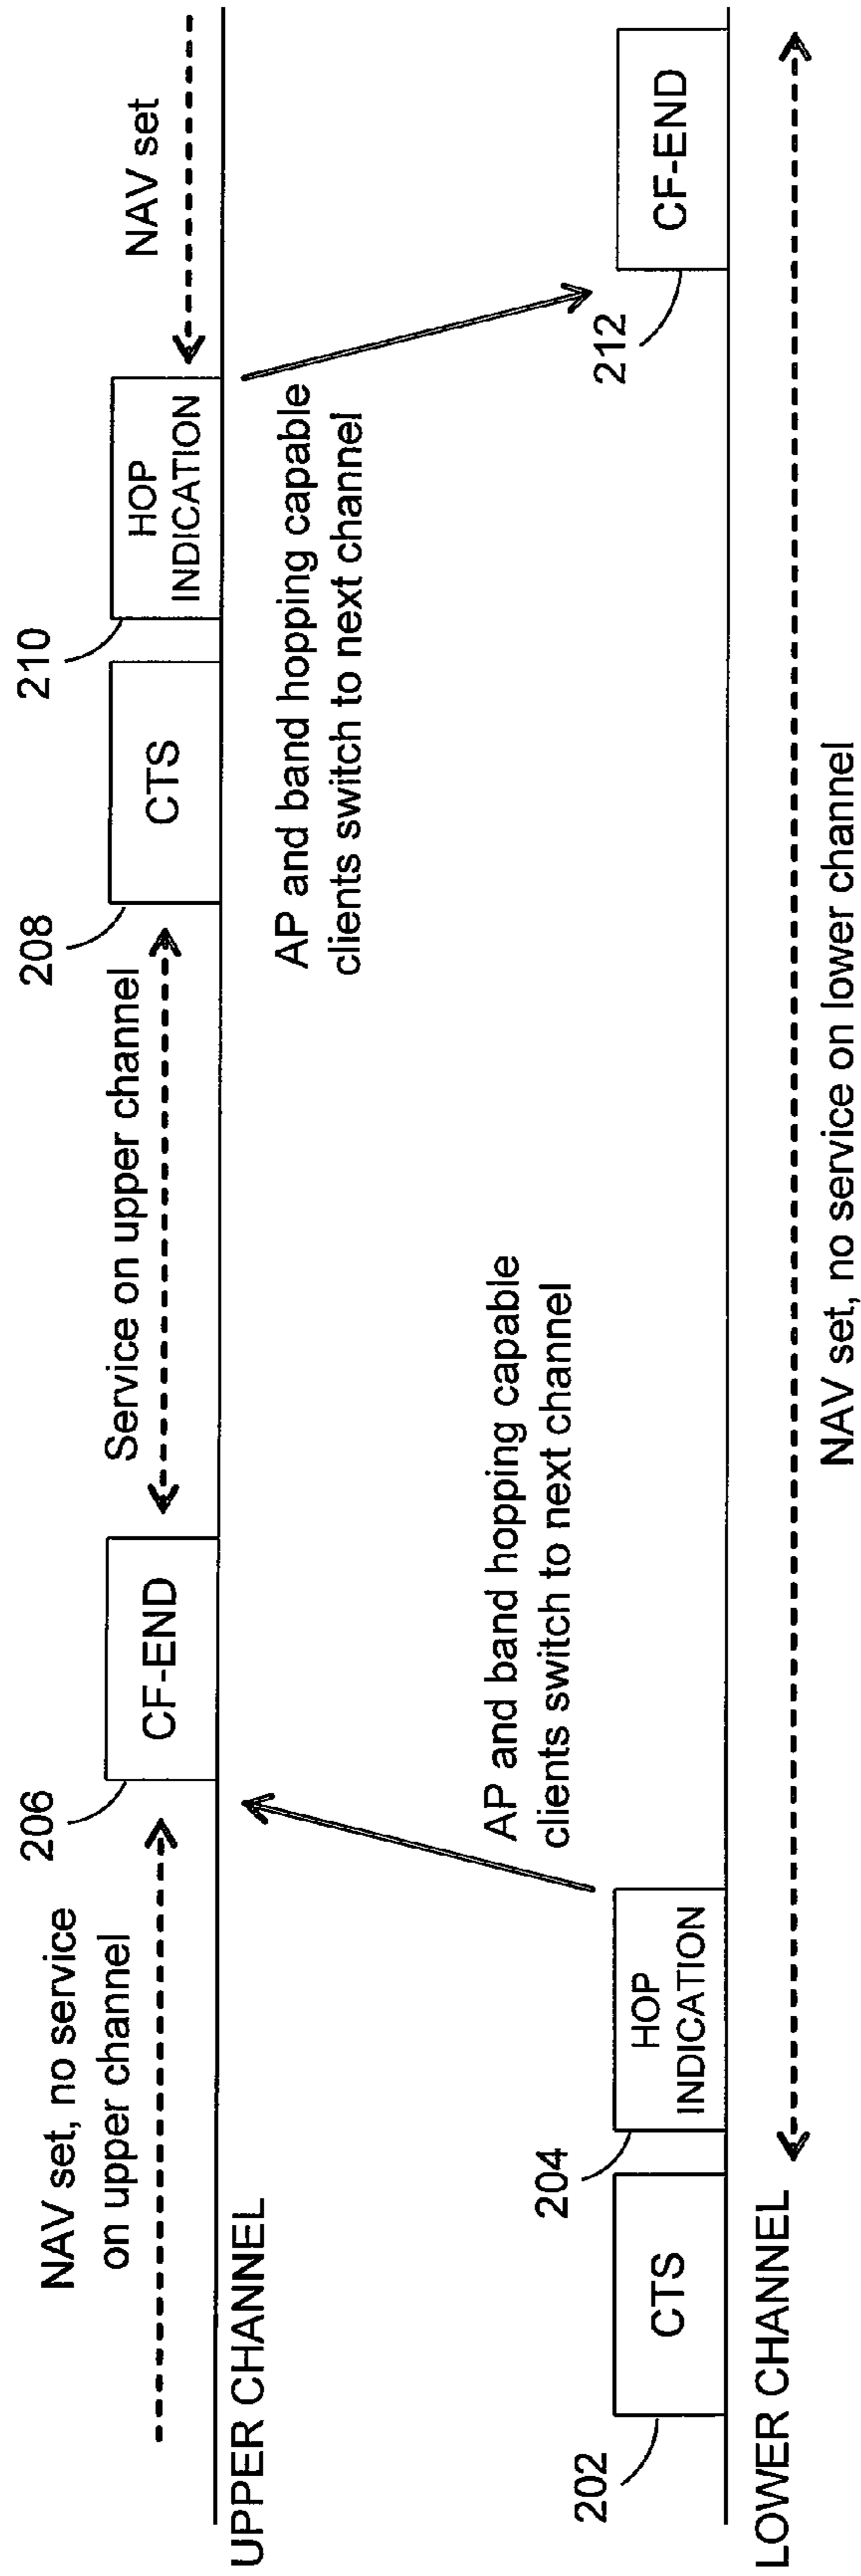 NAV set, no service
on upper channel
206
CF-END
Service on upper channel
208
CTS
210
HOP
INDICATION
NAV set
UPPER CHANNEL
AP and band hopping capable
clients switch to next channel
AP and band hopping capable
clients switch to next channel
202
CTS
204
HOP
INDICATION
212
CF-END
LOWER CHANNEL
NAV set, no service on lower channel